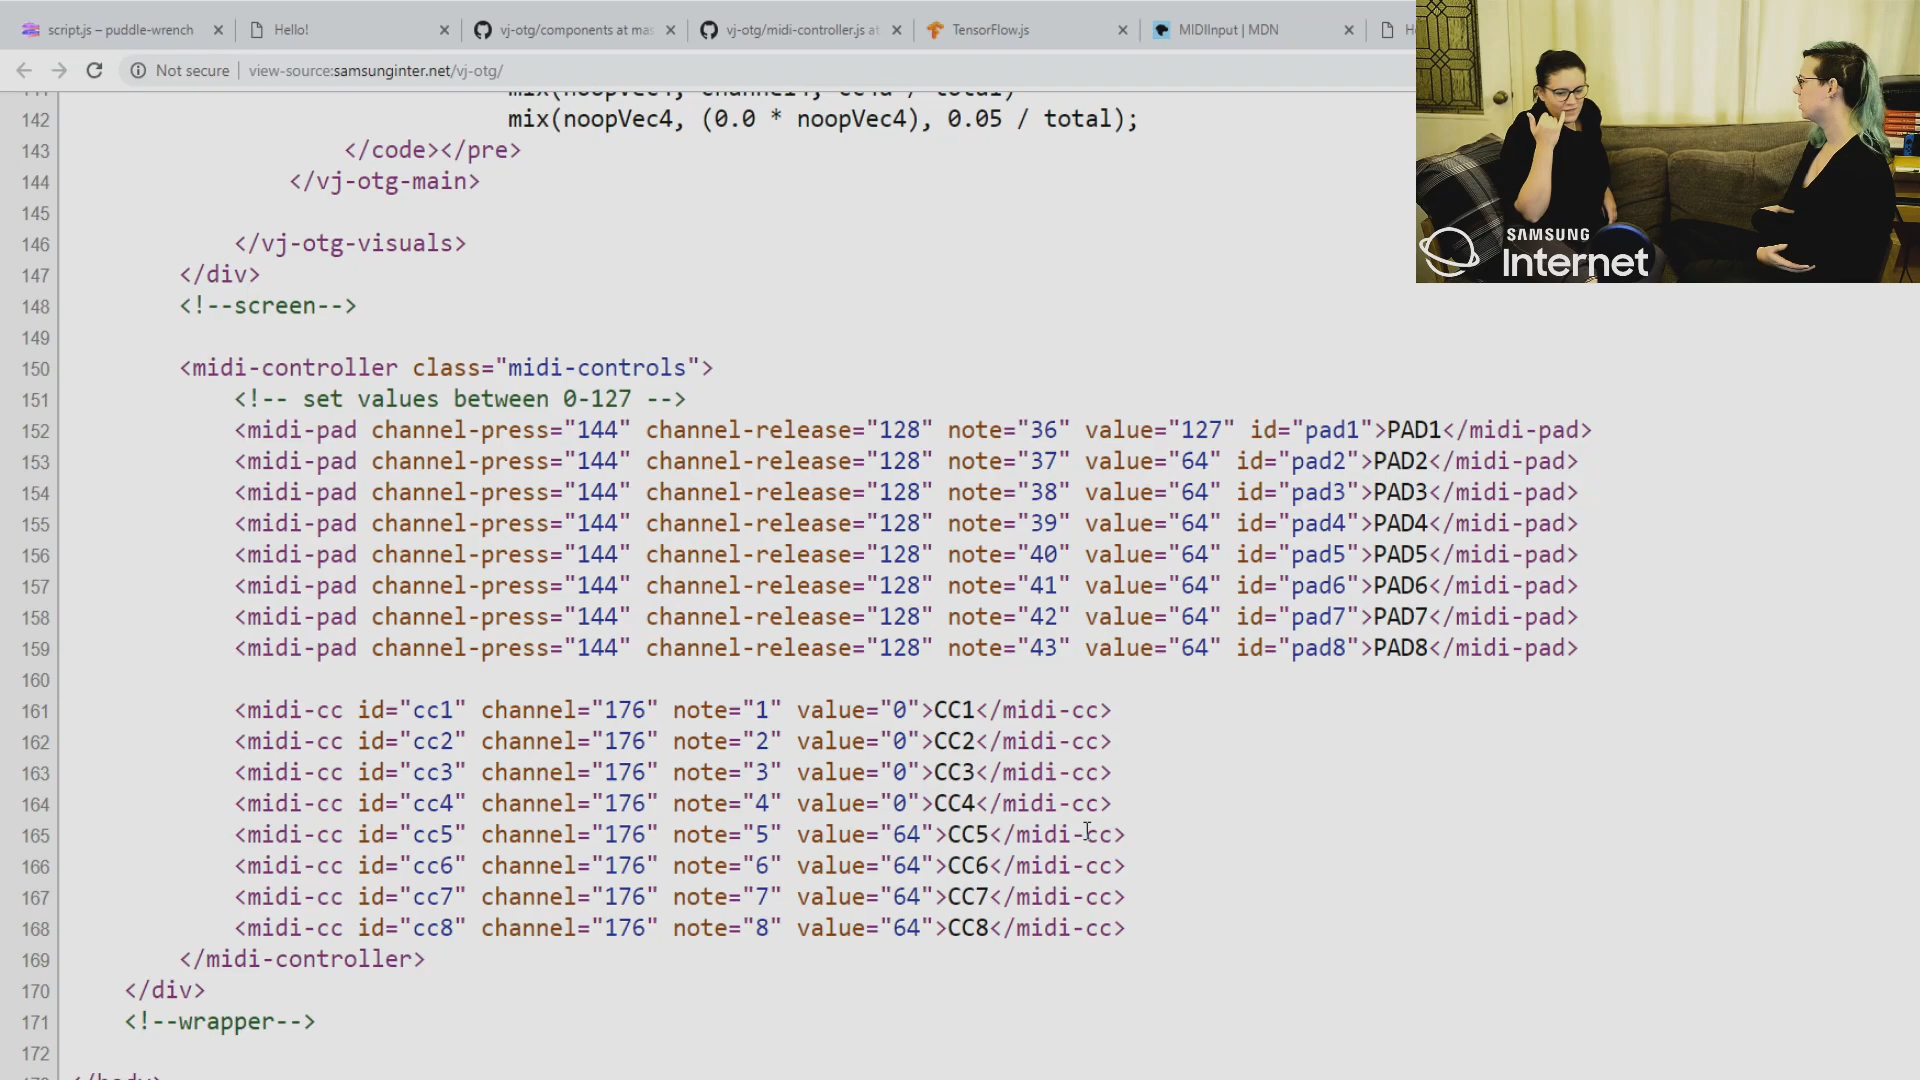 script.js – puddle-wrench
Hello!
vj-otg/components at mas
vj-otg/midi-controller.js at
TensorFlow.js
MIDIInput | MDN
Not secure
view-source:samsunginter.net/vj-otg/
SAMSUNG
Internet
142 mix(noopVec4, (0.0 * noopVec4), 0.05 / total);
143 </code></pre>
144 </vj-otg-main>
145
146 </vj-otg-visuals>
147 </div>
148 <!--screen-->
149
150 <midi-controller class="midi-controls">
151 <!-- set values between 0-127 -->
152 <midi-pad channel-press="144" channel-release="128" note="36" value="127" id="pad1">PAD1</midi-pad>
153 <midi-pad channel-press="144" channel-release="128" note="37" value="64" id="pad2">PAD2</midi-pad>
154 <midi-pad channel-press="144" channel-release="128" note="38" value="64" id="pad3">PAD3</midi-pad>
155 <midi-pad channel-press="144" channel-release="128" note="39" value="64" id="pad4">PAD4</midi-pad>
156 <midi-pad channel-press="144" channel-release="128" note="40" value="64" id="pad5">PAD5</midi-pad>
157 <midi-pad channel-press="144" channel-release="128" note="41" value="64" id="pad6">PAD6</midi-pad>
158 <midi-pad channel-press="144" channel-release="128" note="42" value="64" id="pad7">PAD7</midi-pad>
159 <midi-pad channel-press="144" channel-release="128" note="43" value="64" id="pad8">PAD8</midi-pad>
160
161 <midi-cc id="cc1" channel="176" note="1" value="0">CC1</midi-cc>
162 <midi-cc id="cc2" channel="176" note="2" value="0">CC2</midi-cc>
163 <midi-cc id="cc3" channel="176" note="3" value="0">CC3</midi-cc>
164 <midi-cc id="cc4" channel="176" note="4" value="0">CC4</midi-cc>
165 <midi-cc id="cc5" channel="176" note="5" value="64">CC5</midi-cc>
166 <midi-cc id="cc6" channel="176" note="6" value="64">CC6</midi-cc>
167 <midi-cc id="cc7" channel="176" note="7" value="64">CC7</midi-cc>
168 <midi-cc id="cc8" channel="176" note="8" value="64">CC8</midi-cc>
169 </midi-controller>
170 </div>
171 <!--wrapper-->
172